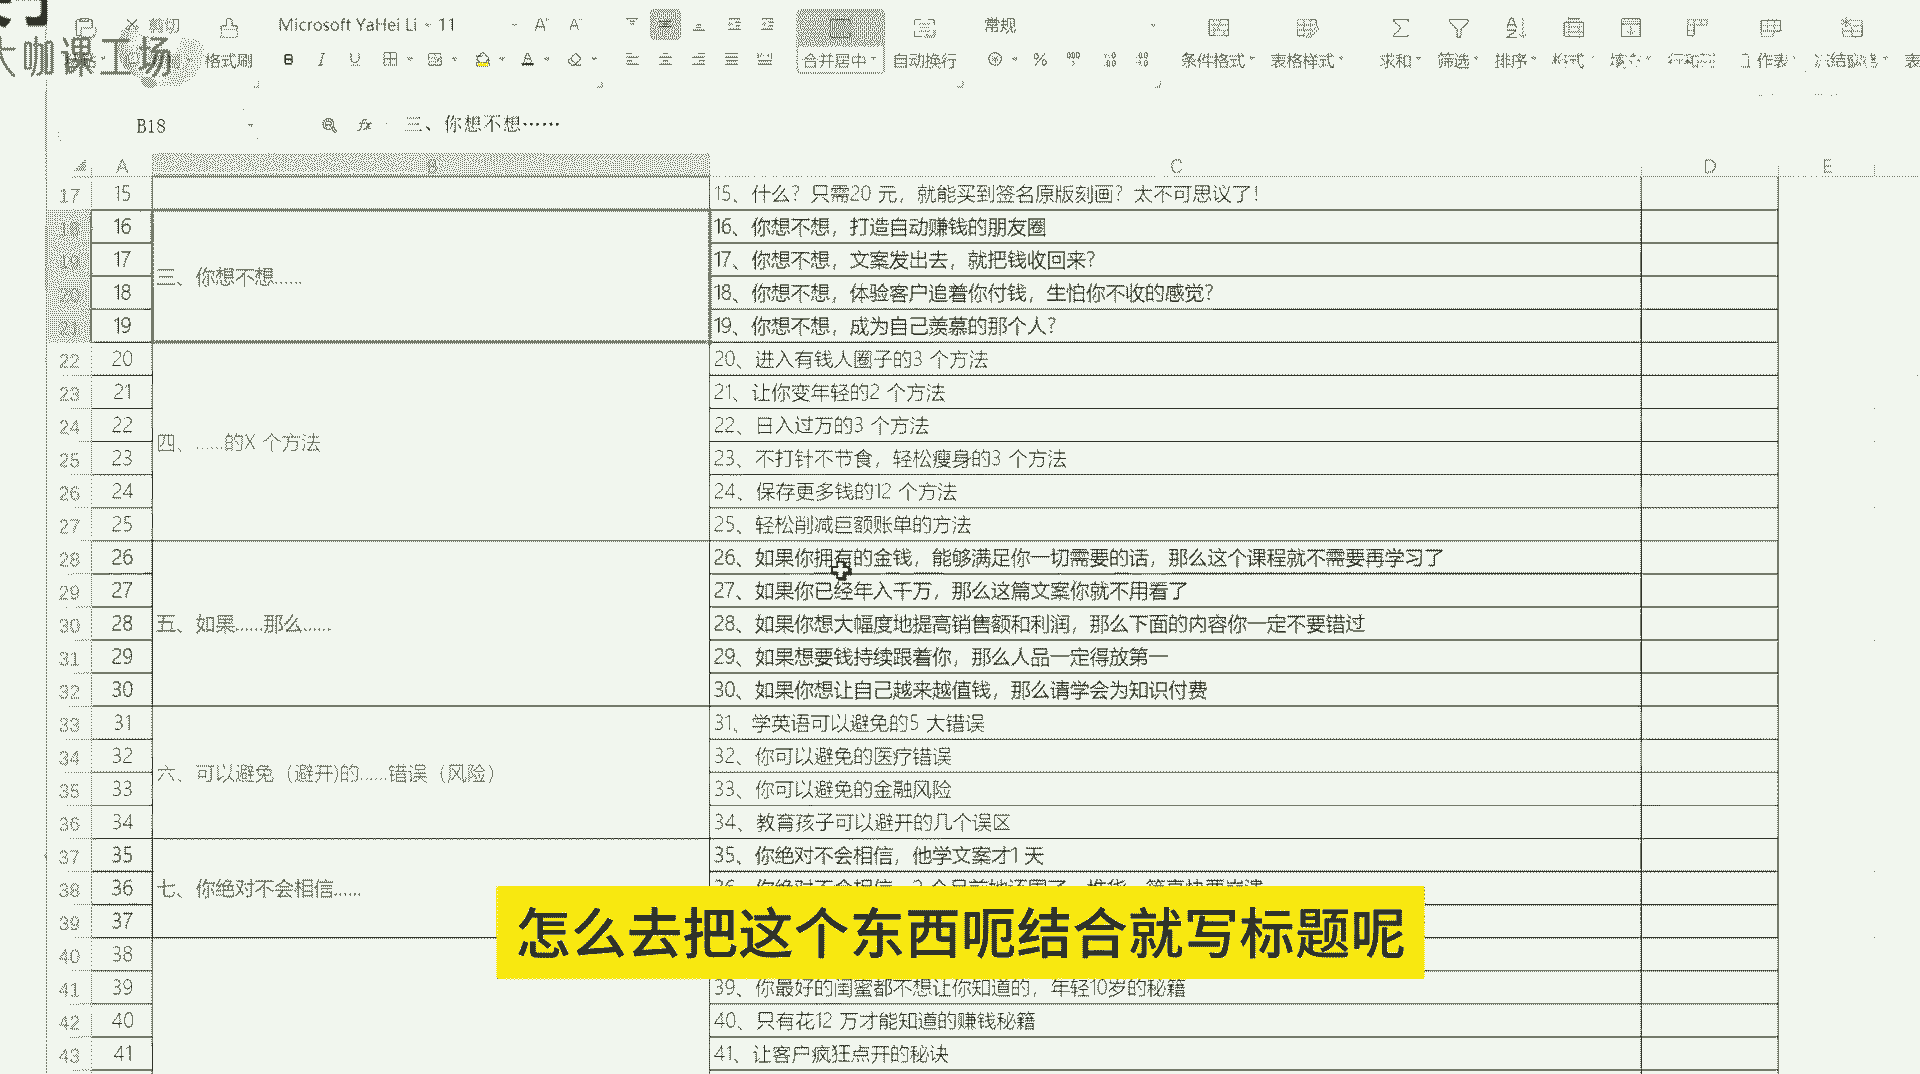 大咖课工场
剪切
格式刷
Microsoft YaHei Li 11
B I U A
合并居中
自动换行
常规
条件格式
表格样式
求和
筛选
排序
格式
填充
行和列
工作表
冻结窗格
表
B18
fx 三、你想不想……
A B C D E
17 15 15、什么？只需20 元，就能买到签名原版刻画？太不可思议了！
18 16 三、你想不想…… 16、你想不想，打造自动赚钱的朋友圈
19 17 17、你想不想，文案发出去，就把钱收回来？
20 18 18、你想不想，体验客户追着你付钱，生怕你不收的感觉？
21 19 19、你想不想，成为自己羡慕的那个人？
22 20 四、……的X 个方法 20、进入有钱人圈子的3 个方法
23 21 21、让你变年轻的2 个方法
24 22 22、日入过万的3 个方法
25 23 23、不打针不节食，轻松瘦身的3 个方法
26 24 24、保存更多钱的12 个方法
27 25 25、轻松削减巨额账单的方法
28 26 五、如果……那么…… 26、如果你拥有的金钱，能够满足你一切需要的话，那么这个课程就不需要再学习了
29 27 27、如果你已经年入千万，那么这篇文案你就不用看了
30 28 28、如果你想大幅度地提高销售额和利润，那么下面的内容你一定不要错过
31 29 29、如果想要钱持续跟着你，那么人品一定得放第一
32 30 30、如果你想让自己越来越值钱，那么请学会为知识付费
33 31 六、可以避免（避开)的……错误（风险） 31、学英语可以避免的5 大错误
34 32 32、你可以避免的医疗错误
35 33 33、你可以避免的金融风险
36 34 34、教育孩子可以避开的几个误区
37 35 七、你绝对不会相信…… 35、你绝对不会相信，他学文案才1 天
38 36
39 37
怎么去把这个东西呃结合就写标题呢
40 38
41 39 39、你最好的闺蜜都不想让你知道的，年轻10岁的秘籍
42 40 40、只有花12 万才能知道的赚钱秘籍
43 41 41、让客户疯狂点开的秘诀